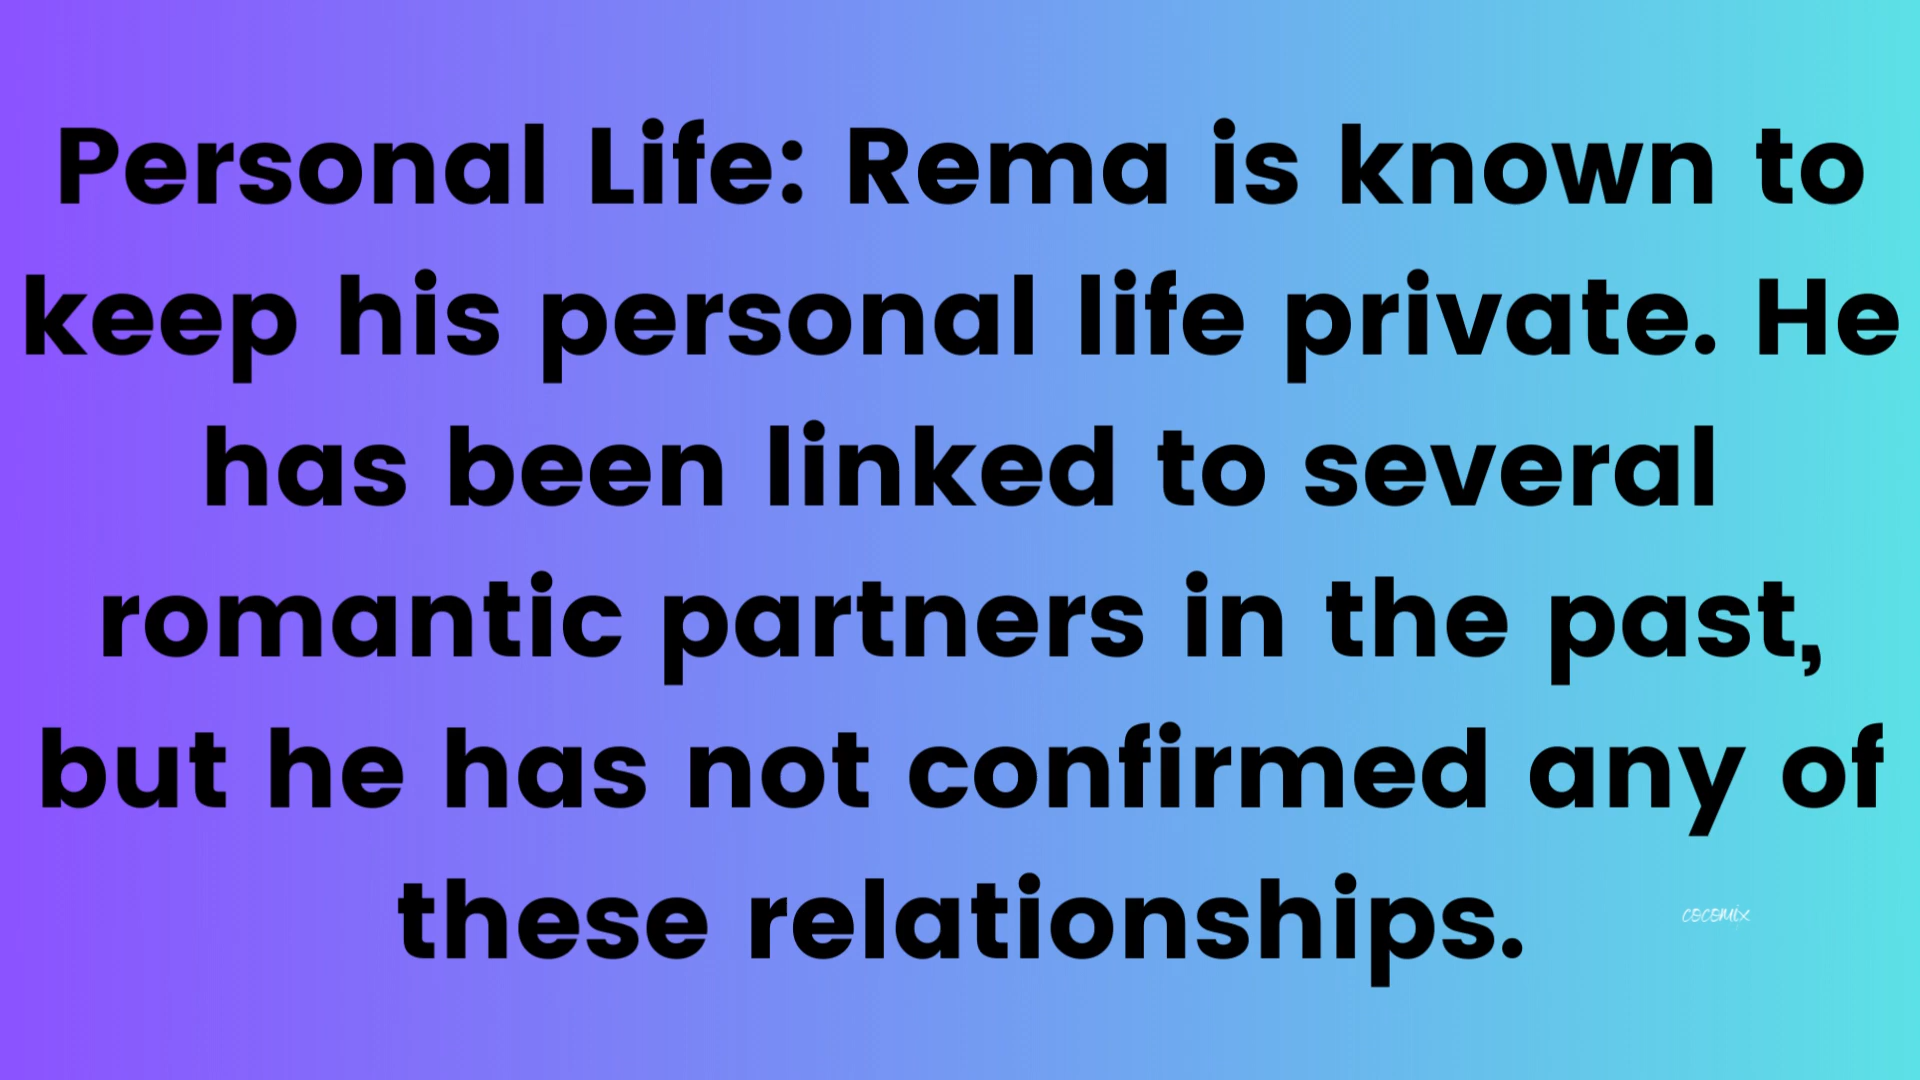 Personal Life: Rema is known to
keep his personal life private. He
has been linked to several
romantic partners in the past,
but he has not confirmed any of
these relationships.
cocomix